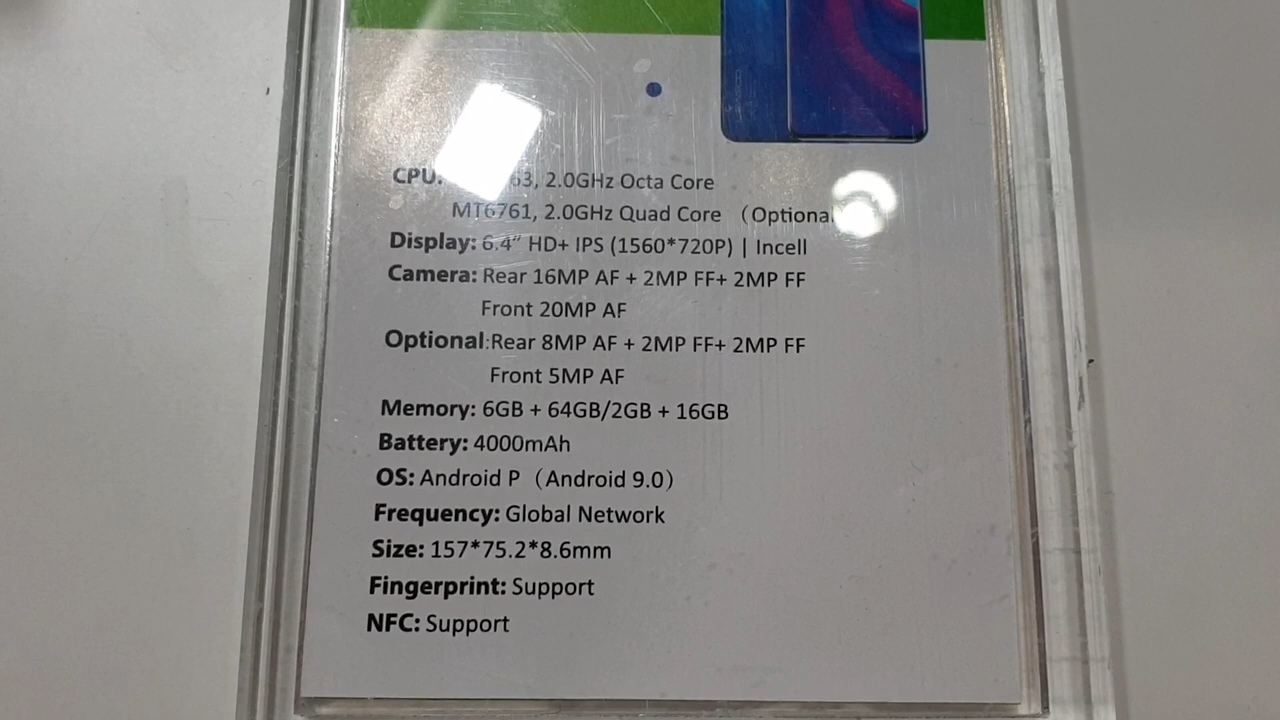 CPU: 63, 2.0GHz Octa Core
MT6761, 2.0GHz Quad Core （Optional
Display: 6.4” HD+ IPS (1560*720P) | Incell
Camera: Rear 16MP AF + 2MP FF+ 2MP FF
Front 20MP AF
Optional:Rear 8MP AF + 2MP FF+ 2MP FF
Front 5MP AF
Memory: 6GB + 64GB/2GB + 16GB
Battery: 4000mAh
OS: Android P（Android 9.0）
Frequency: Global Network
Size: 157*75.2*8.6mm
Fingerprint: Support
NFC: Support